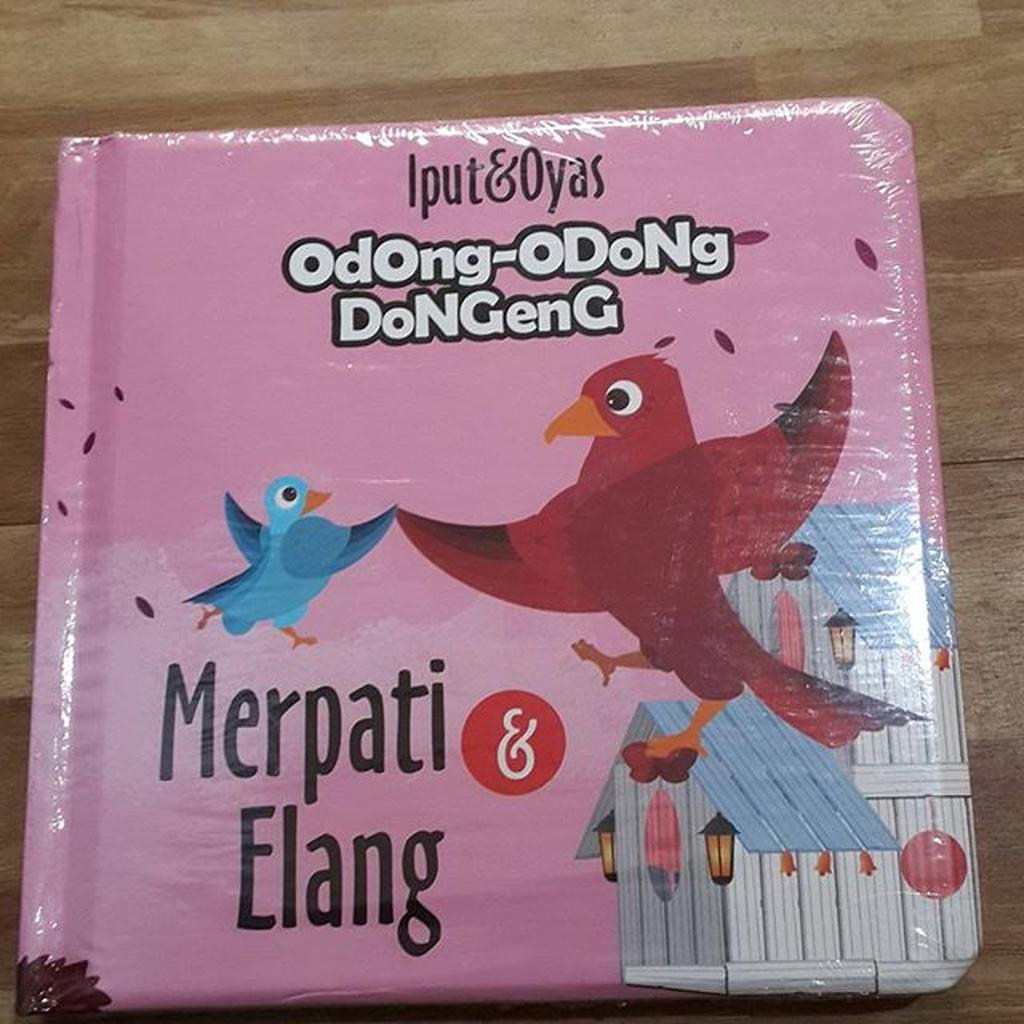 Iput&Oyas
OdOng-ODoNg
DoNGenG
Merpati &
Elang